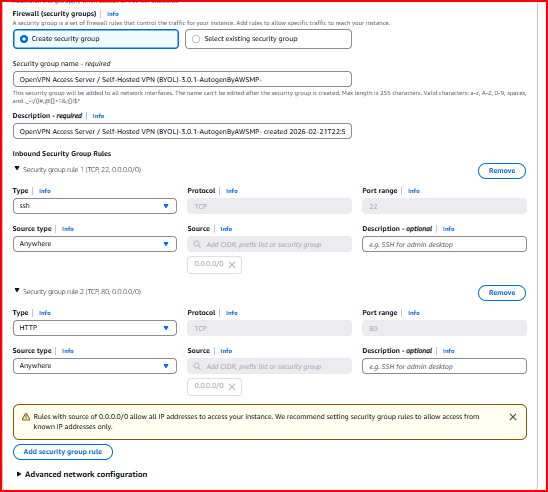 Firewall (security groups) | Info
A security group is a set of firewall rules that control the traffic for your instance. Add rules to allow specific traffic to reach your instance.
Create security group
Select existing security group
Security group name - required
OpenVPN Access Server / Self-Hosted VPN (BYOL)-3.0.1-AutogenByAWSMP-
This security group will be added to all network interfaces. The name can't be edited after the security group is created. Max length is 255 characters. Valid characters: a-z, A-Z, 0-9, spaces,
and ._-:/()#,@[]+=&;{}!$*
Description - required
OpenVPN Access Server / Self-Hosted VPN (BYOL)-3.0.1-AutogenByAWSMP- created 2026-02-21T22:5
Inbound Security Group Rules
Security group rule 1 (TCP, 22, 0.0.0.0/0)
Remove
Type | Info
Protocol | Info
Port range | Info
ssh
TCP
22
Source type | Info
Source | Info
Description - optional | Info
Anywhere
Add CIDR, prefix list or security group
e.g. SSH for admin desktop
0.0.0.0/0
Security group rule 2 (TCP, 80, 0.0.0.0/0)
Remove
Type | Info
Protocol | Info
Port range | Info
HTTP
TCP
80
Source type | Info
Source | Info
Description - optional | Info
Anywhere
Add CIDR, prefix list or security group
e.g. SSH for admin desktop
0.0.0.0/0
Rules with source of 0.0.0.0/0 allow all IP addresses to access your instance. We recommend setting security group rules to allow access from
known IP addresses only.
Add security group rule
Advanced network configuration